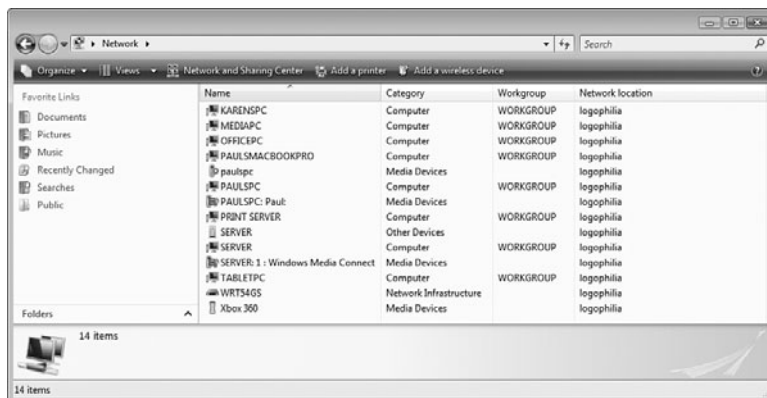 Network
Search
Organize Views Network and Sharing Center Add a printer Add a wireless device
Favorite Links
Documents
Pictures
Music
Recently Changed
Searches
Public
Folders
Name Category Workgroup Network location
KARENSPC Computer WORKGROUP logophilia
MEDIAPC Computer WORKGROUP logophilia
OFFICEPC Computer WORKGROUP logophilia
PAULSMACBOOKPRO Computer WORKGROUP logophilia
paulspc Media Devices logophilia
PAULSPC Computer WORKGROUP logophilia
PAULSPC: Paul: Media Devices logophilia
PRINT SERVER Computer WORKGROUP logophilia
SERVER Other Devices logophilia
SERVER Computer WORKGROUP logophilia
SERVER: 1 : Windows Media Connect Media Devices logophilia
TABLETPC Computer WORKGROUP logophilia
WRT54GS Network Infrastructure logophilia
Xbox 360 Media Devices logophilia
14 items
14 items